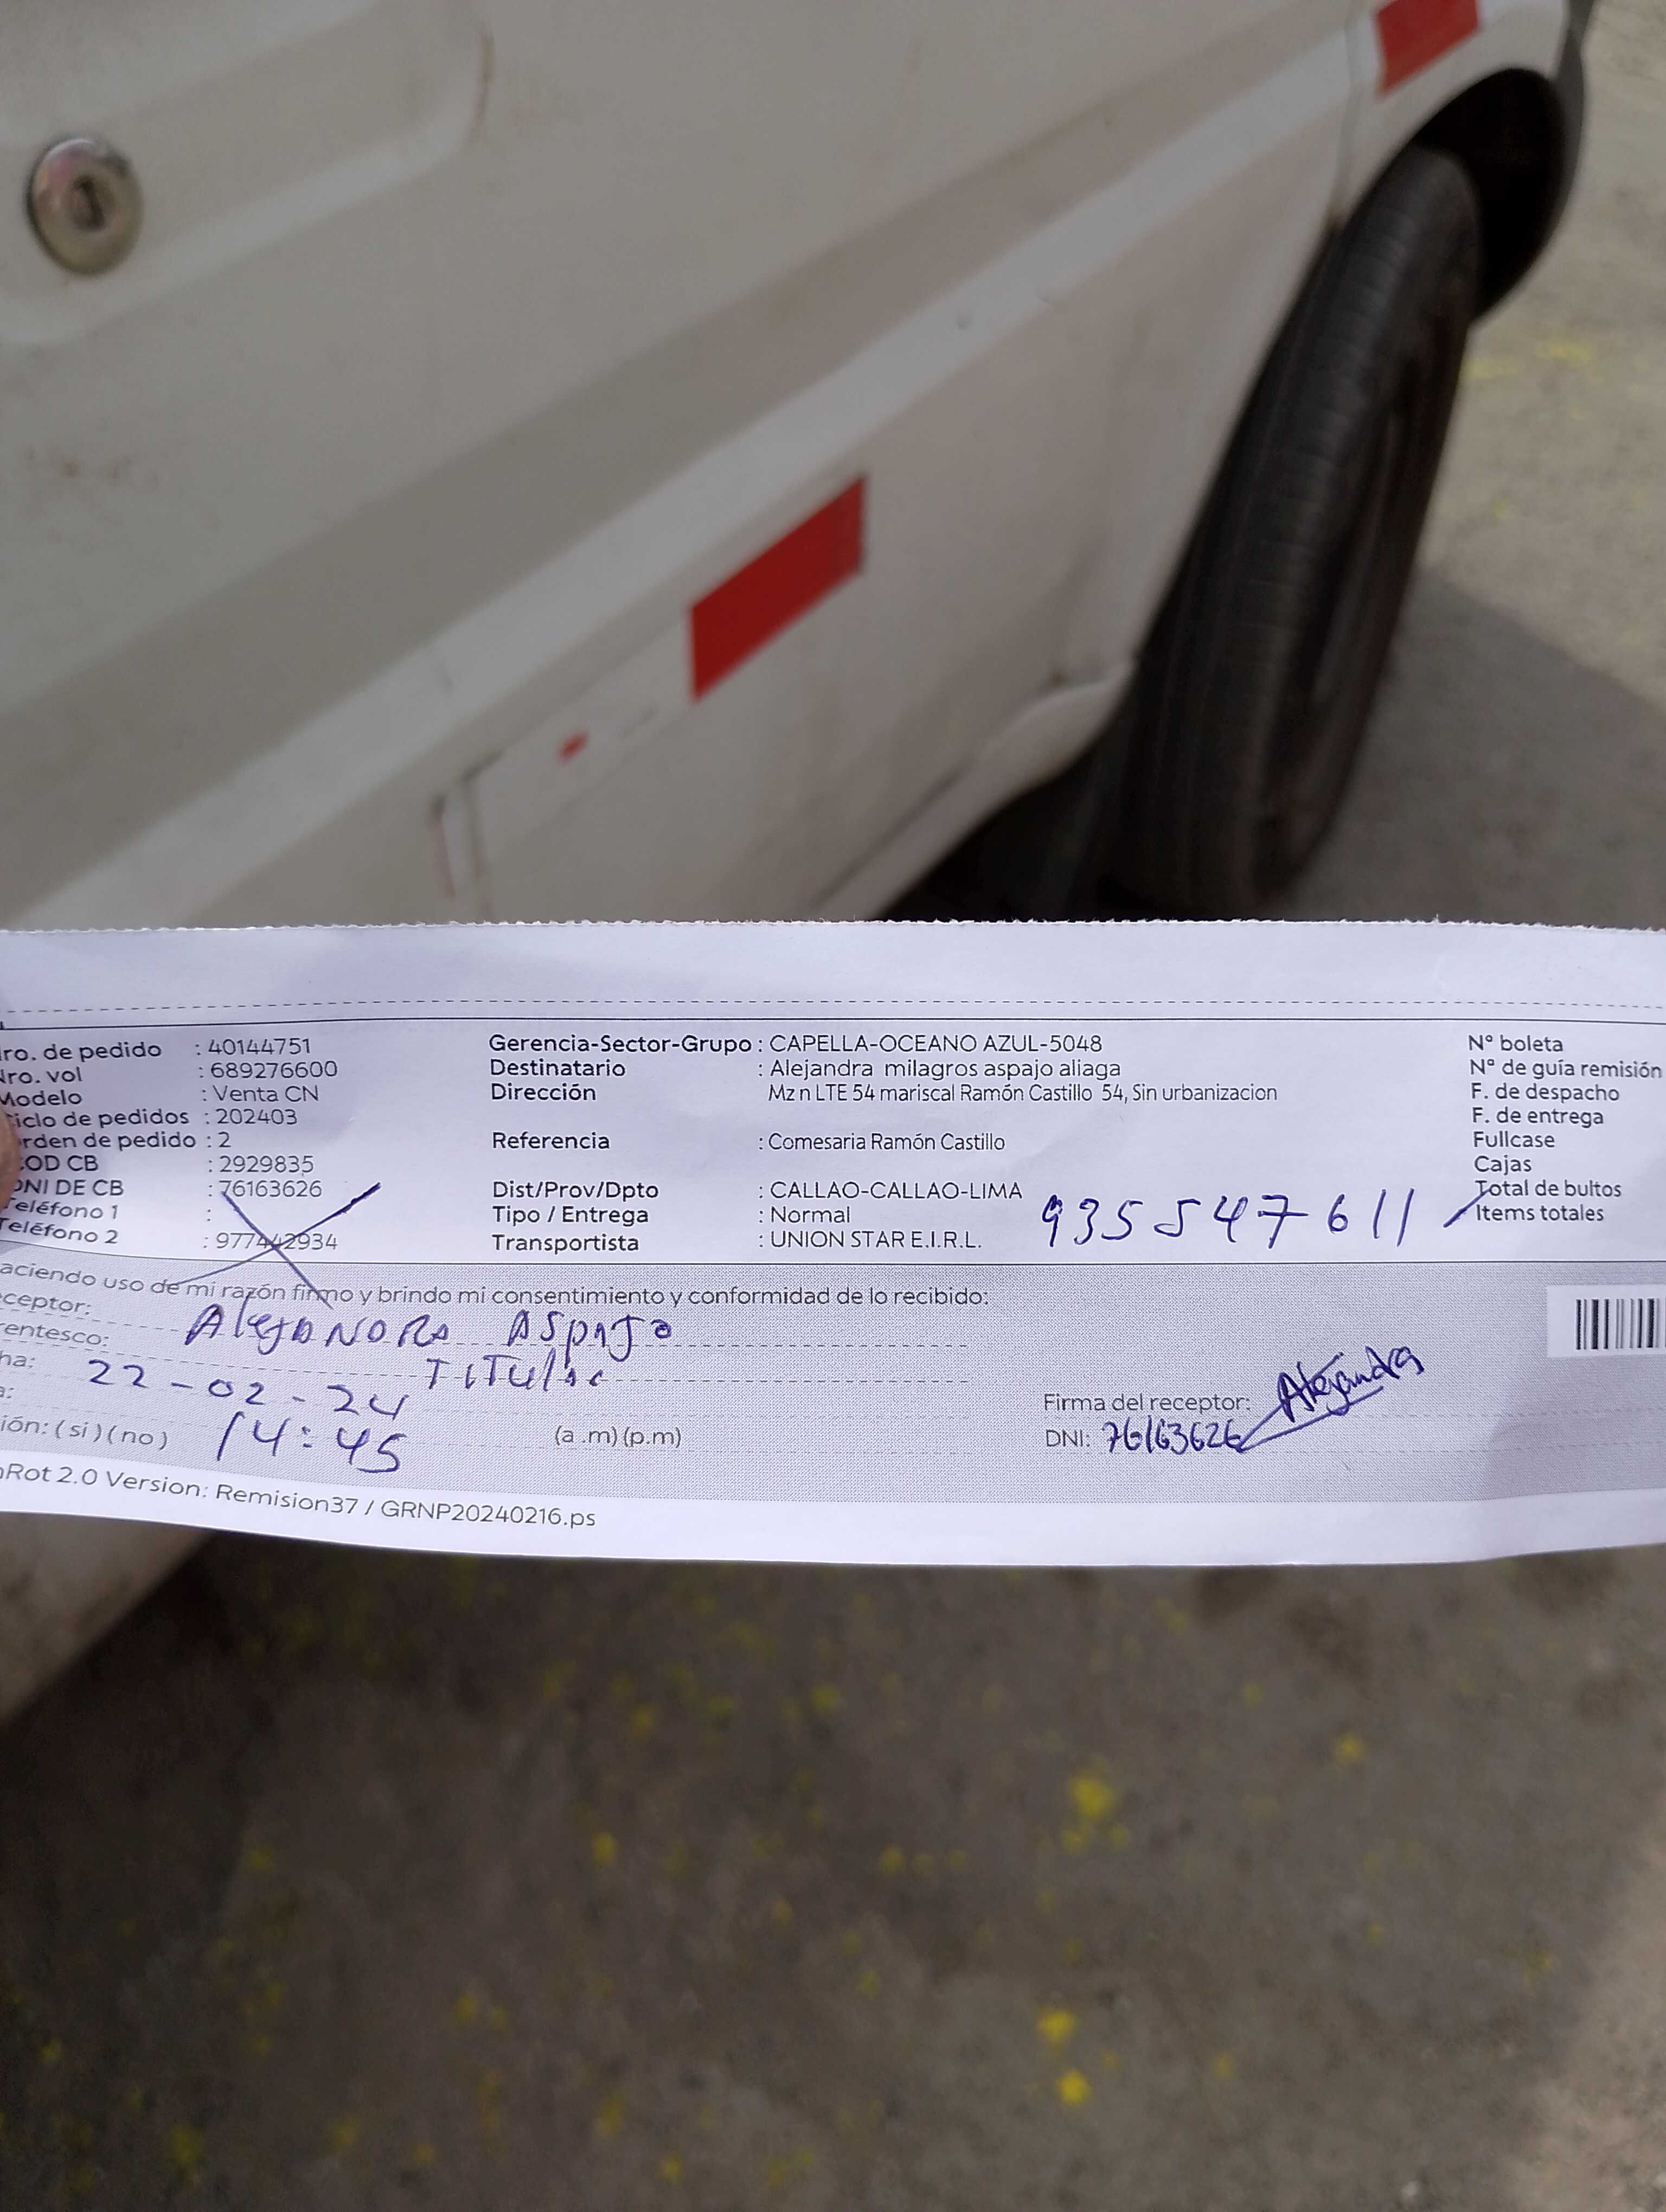 ro. de pedido : 40144751 Gerencia-Sector-Grupo : CAPELLA-OCEANO AZUL-5048 N° boleta
Nro. vol : 689276600 Destinatario : Alejandra milagros aspajo aliaga N° de guía remisión
Modelo : Venta CN Dirección Mz n LTE 54 mariscal Ramón Castillo 54, Sin urbanizacion F. de despacho
iclo de pedidos : 202403 F. de entrega
rden de pedido : 2 Referencia : Comesaria Ramón Castillo Fullcase
COD CB : 2929835 Cajas
DNI DE CB : 76163626 Dist/Prov/Dpto : CALLAO-CALLAO-LIMA Total de bultos
Teléfono 1 : Tipo / Entrega : Normal 935547611 Items totales
Teléfono 2 : 977442934 Transportista : UNION STAR E.I.R.L.
aciendo uso de mi razón firmo y brindo mi consentimiento y conformidad de lo recibido:
ceptor: AlejANDRA ASpAJo
rentesco: TITular
ha: 22-02-24
a: 14:45 (a .m) (p.m)
ión: ( si ) ( no )
Firma del receptor: Alejandra
DNI: 76163626
Rot 2.0 Version: Remision37 / GRNP20240216.ps